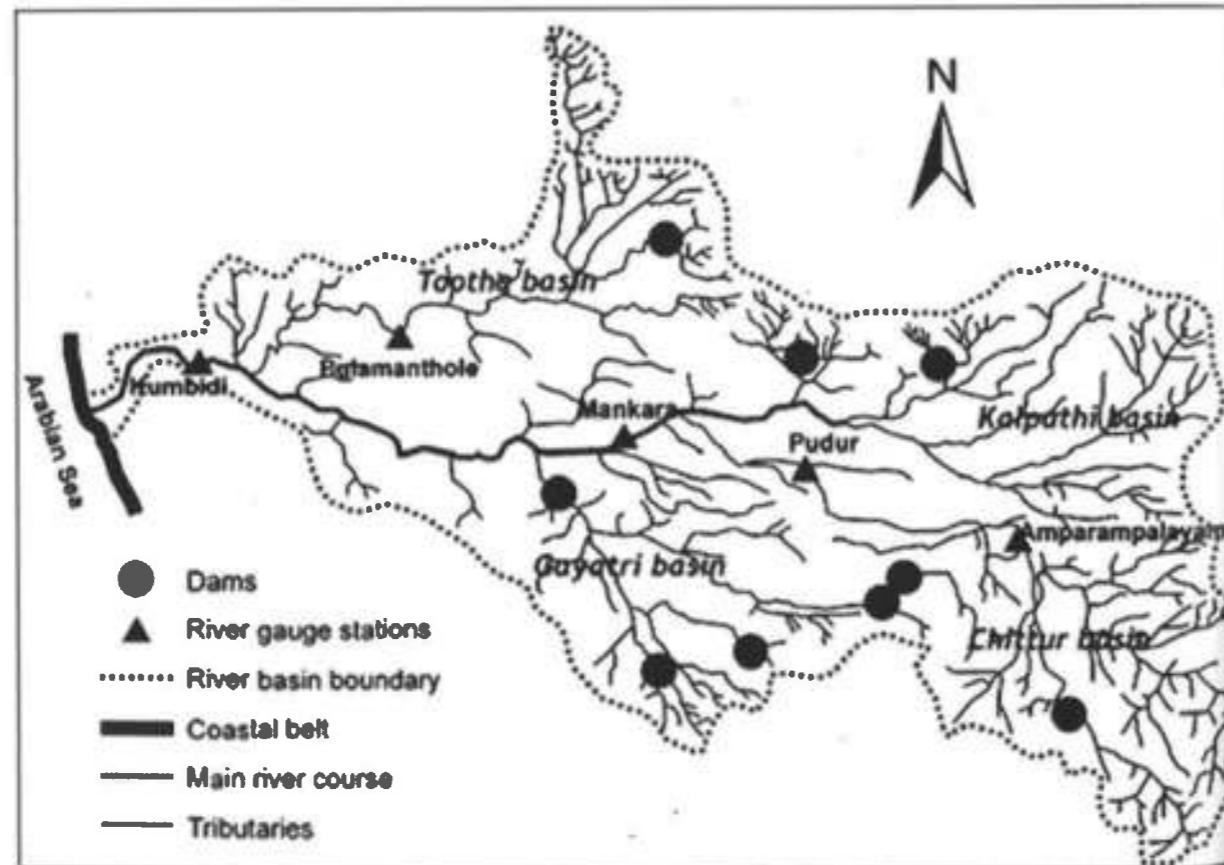 N
Tootha basin
Pulamanthole
Kumbidi
Mankara
Kalpathi basin
Pudur
Arabian Sea
Amparampalayam
Gayatri basin
Chittur basin
Dams
River gauge stations
River basin boundary
Coastal belt
Main river course
Tributaries